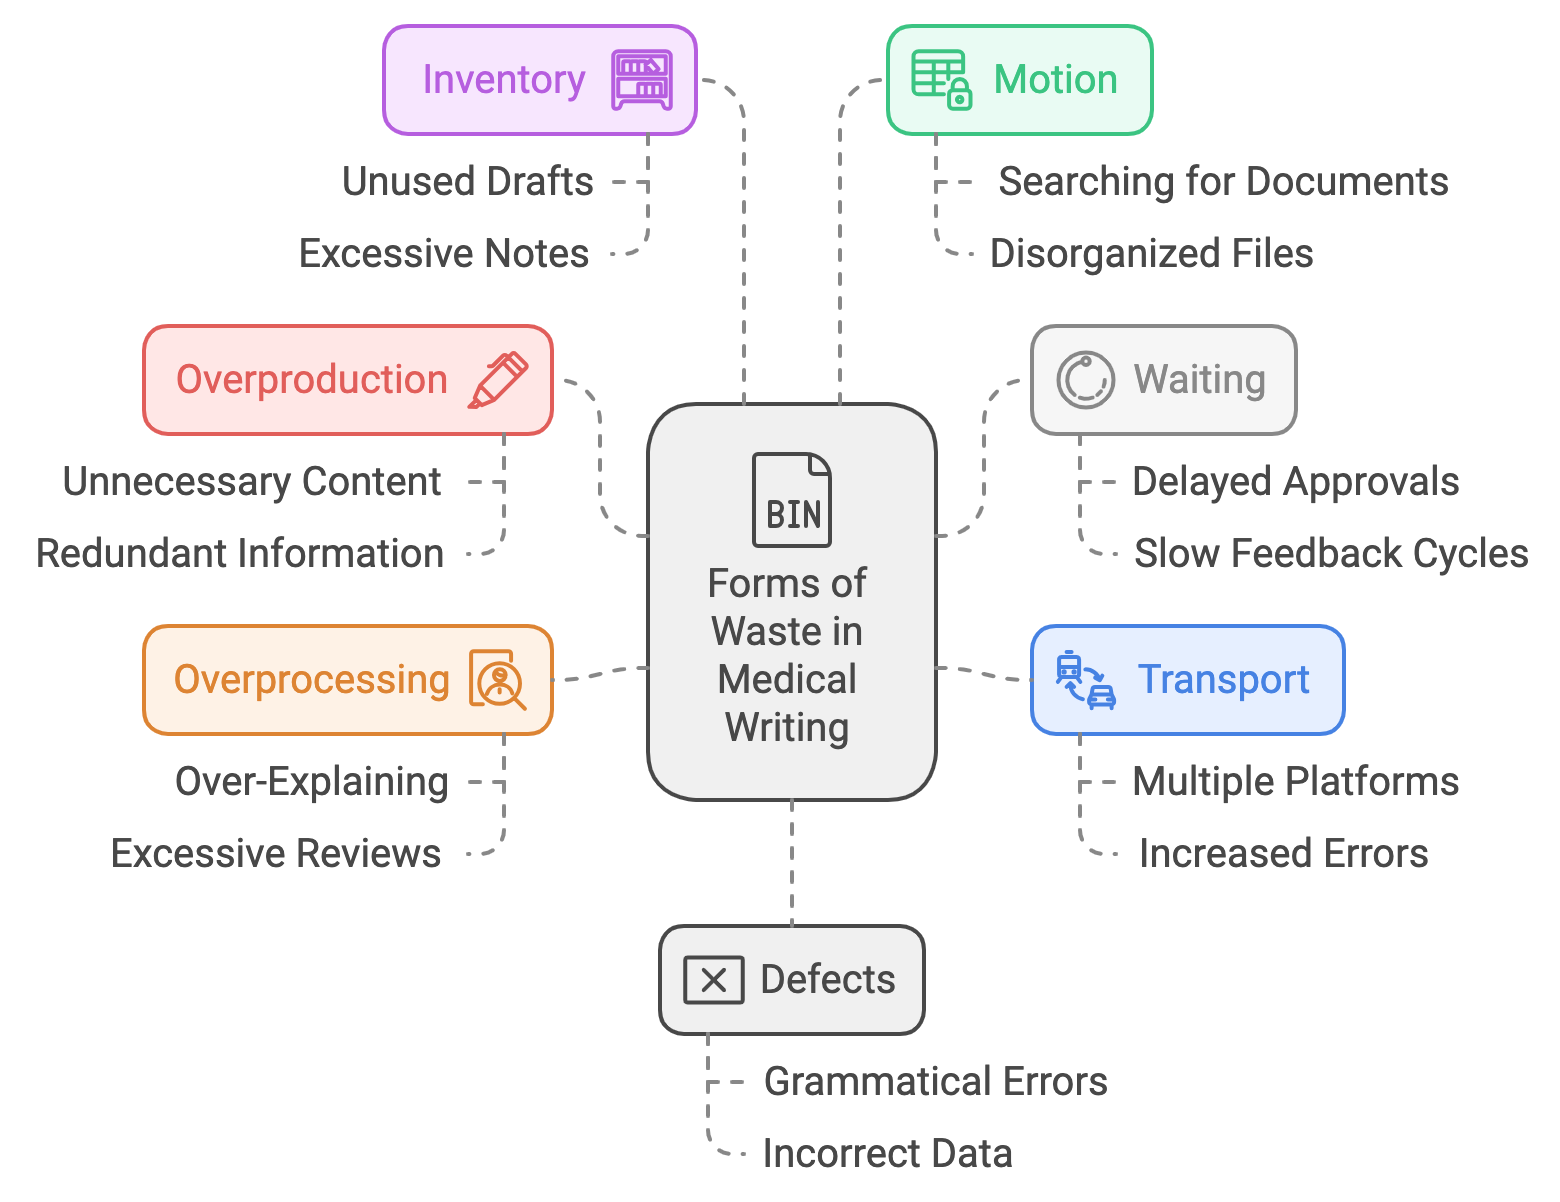 Inventory
Unused Drafts
Excessive Notes
Motion
Searching for Documents
Disorganized Files
Overproduction
Unnecessary Content
Redundant Information
Waiting
Delayed Approvals
Slow Feedback Cycles
BIN
Forms of
Waste in
Medical
Writing
Overprocessing
Over-Explaining
Excessive Reviews
Transport
Multiple Platforms
Increased Errors
Defects
Grammatical Errors
Incorrect Data